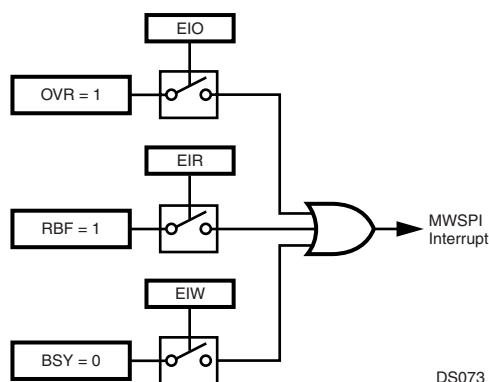 EIO
OVR = 1
EIR
RBF = 1
MWSPI
Interrupt
EIW
BSY = 0
DS073